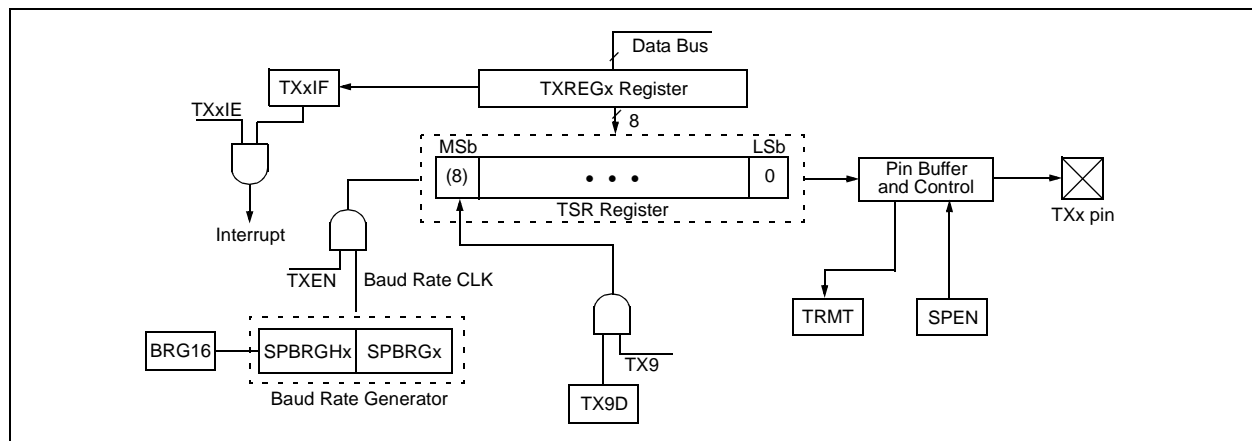 Data Bus
TXxIF
TXREGx Register
TXxIE
8
MSb
LSb
(8)
• • •
0
Pin Buffer
and Control
TSR Register
TXx pin
Interrupt
TXEN
Baud Rate CLK
TRMT
SPEN
BRG16
SPBRGHx
SPBRGx
TX9
Baud Rate Generator
TX9D